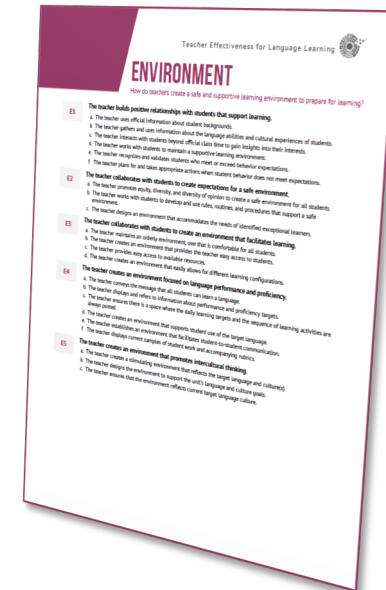 Teacher Effectiveness for Language Learning
ENVIRONMENT
How do teachers create a safe and supportive learning environment to prepare for learning?
E1 The teacher builds positive relationships with students that support learning.
a. The teacher uses official information about student backgrounds.
b. The teacher gathers and uses information about the language abilities and cultural experiences of students.
c. The teacher interacts with students beyond official class time to gain insights into their interests.
d. The teacher works with students to maintain a supportive learning environment.
e. The teacher recognizes and validates students who meet or exceed behavior expectations.
f. The teacher plans for and takes appropriate actions when student behavior does not meet expectations.
E2 The teacher collaborates with students to create expectations for a safe environment.
a. The teacher promotes equity, diversity, and diversity of opinion to create a safe environment for all students.
b. The teacher works with students to develop and use rules, routines, and procedures that support a safe
environment.
c. The teacher designs an environment that accommodates the needs of identified exceptional learners.
E3 The teacher collaborates with students to create an environment that facilitates learning.
a. The teacher maintains an orderly environment, one that is comfortable for all students.
b. The teacher creates an environment that provides the teacher easy access to students.
c. The teacher provides easy access to available resources.
d. The teacher creates an environment that easily allows for different learning configurations.
E4 The teacher creates an environment focused on language performance and proficiency.
a. The teacher conveys the message that all students can learn a language.
b. The teacher displays and refers to information about performance and proficiency targets.
c. The teacher ensures there is a space where the daily learning targets and the sequence of learning activities are
always posted.
d. The teacher creates an environment that supports student use of the target language.
e. The teacher establishes an environment that facilitates student-to-student communication.
f. The teacher displays current samples of student work and accompanying rubrics.
E5 The teacher creates an environment that promotes intercultural thinking.
a. The teacher creates a stimulating environment that reflects the target language and culture(s).
b. The teacher designs the environment to support the unit's language and culture goals.
c. The teacher ensures that the environment reflects current target language culture.